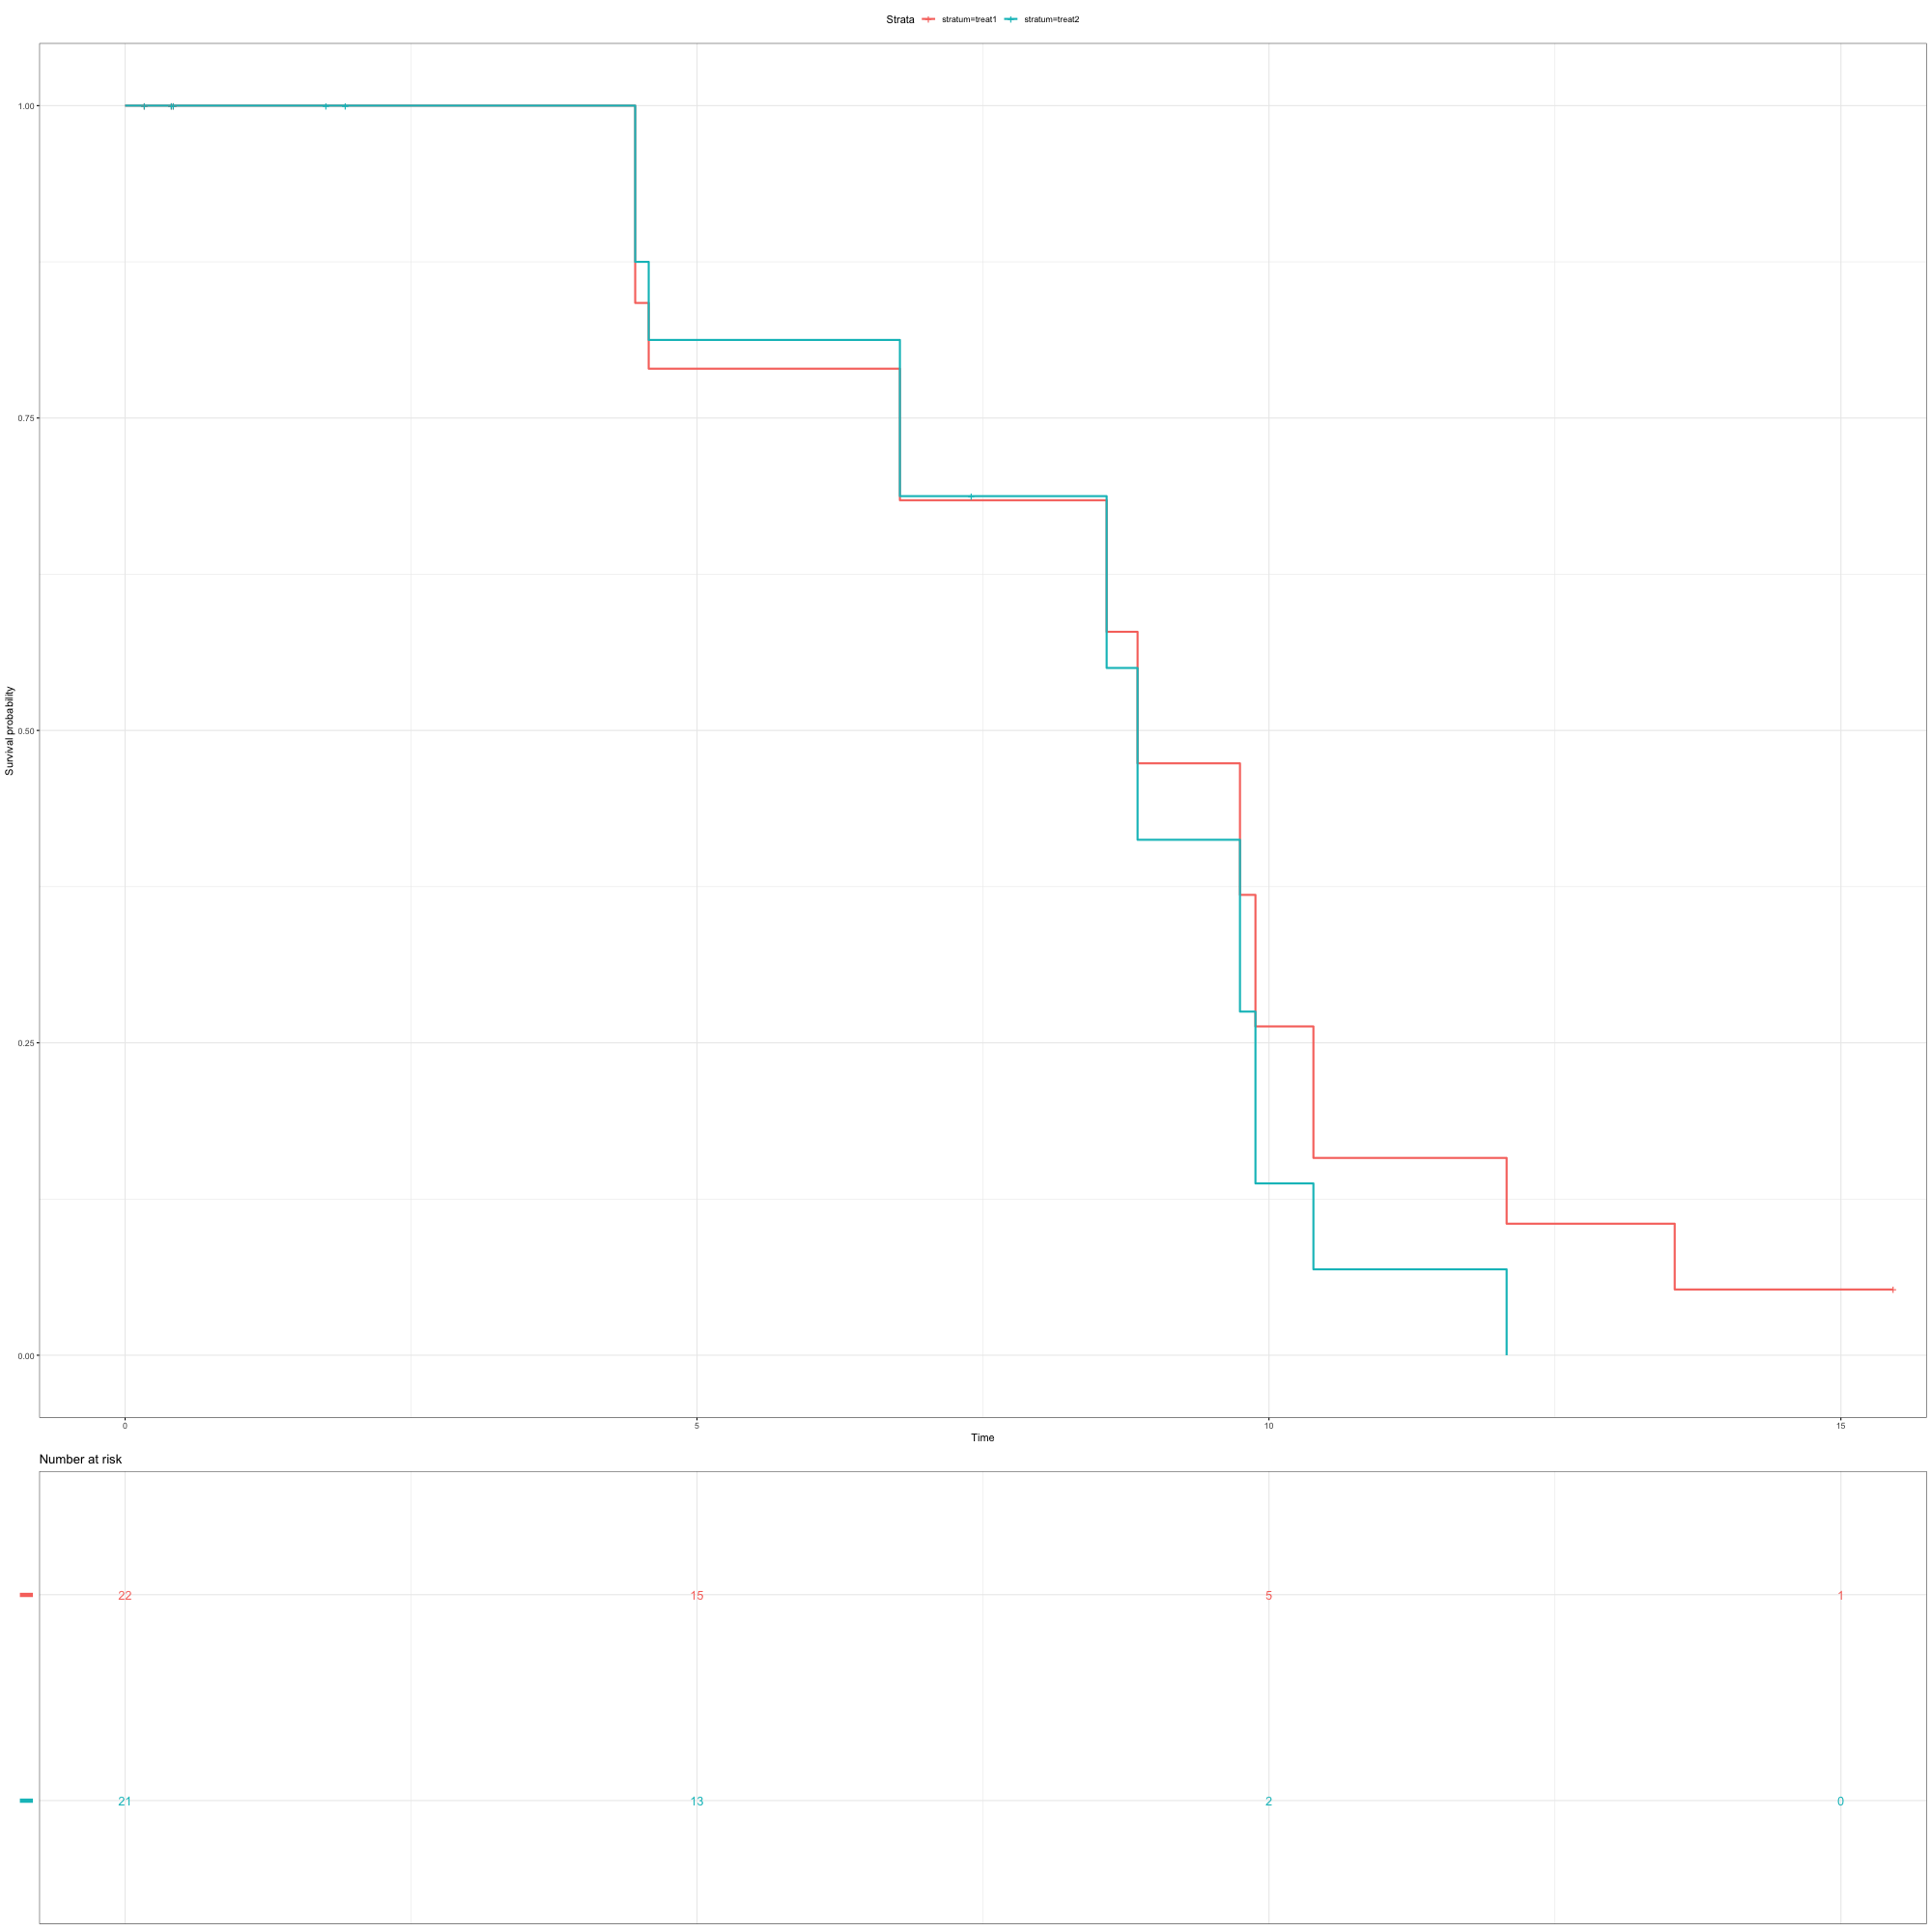 Strata stratum=treat1 stratum=treat2
1.00
0.75
0.50
0.25
0.00
Survival probability
0 5 10 15
Time
Number at risk
22 15 5 1
21 13 2 0